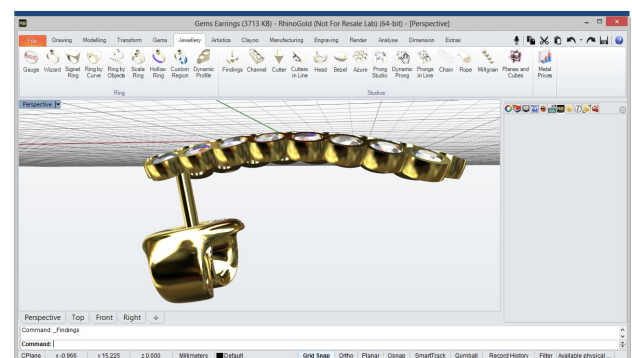 Gems Earrings (3713 KB) - RhinoGold (Not For Resale Lab) (64-bit) - [Perspective]
File Drawing Modelling Transform Gems Jewellery Artistics Clayoo Manufacturing Engraving Render Analyse Dimension Extras
Gauge Wizard Signet Ring Ring by Curve Ring by Objects Scale Ring Hollow Ring Custom Region Dynamic Profile Findings Channel Cutter Cutters in Line Head Bezel Azure Prong Studio Dynamic Prong Prongs in Line Chain Rope Millgrain Planes and Cubes Metal Prices
Ring Studios
Perspective
Perspective Top Front Right
Command: _Findings
Command:
CPlane x -0.966 y 15.225 z 0.000 Millimeters Default Grid Snap Ortho Planar Osnap SmartTrack Gumball Record History Filter Available physical ...